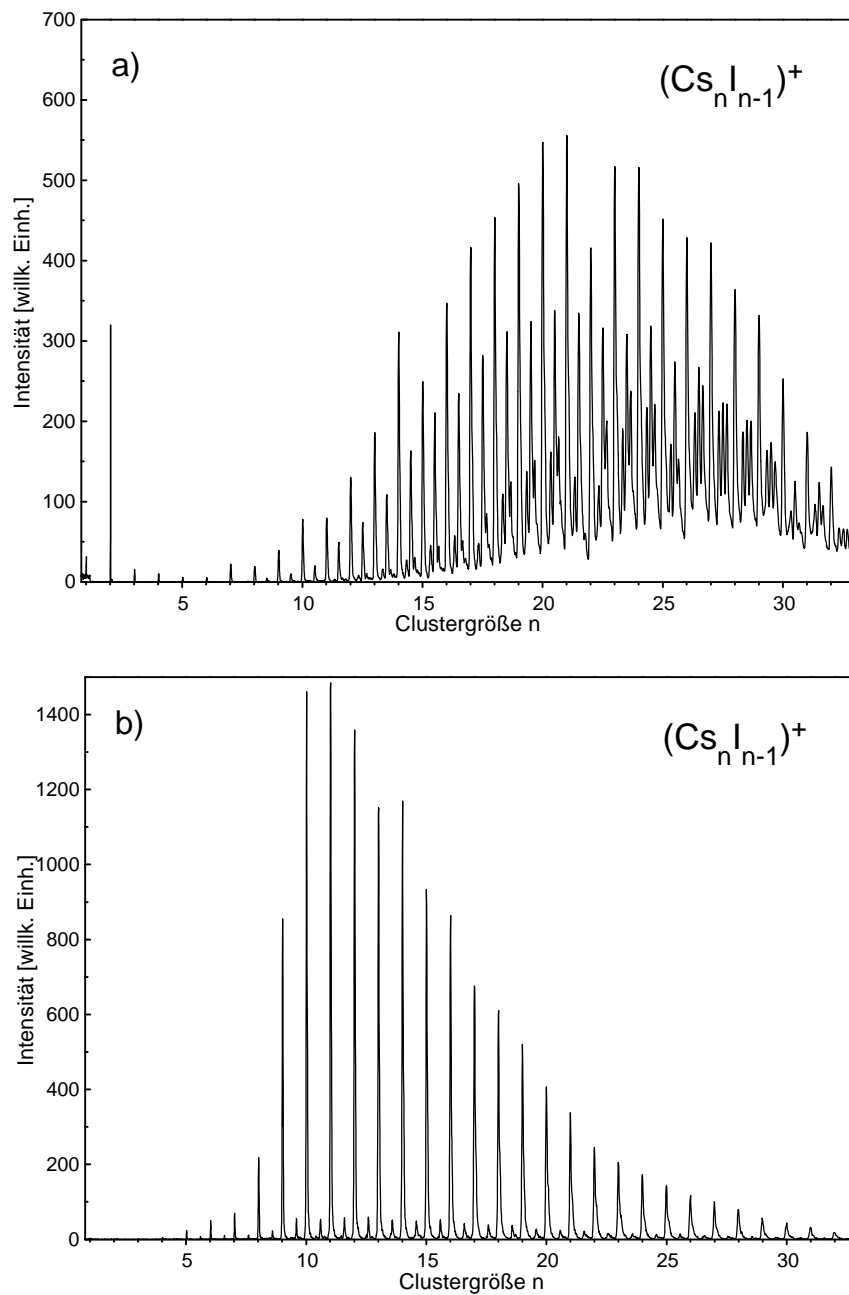 700
a)
(CsnIn-1)+
600
500
400
300
200
100
0
Intensität [willk. Einh.]
5 10 15 20 25 30
Clustergröße n
b)
(CsnIn-1)+
1400
1200
1000
800
600
400
200
0
Intensität [willk. Einh.]
5 10 15 20 25 30
Clustergröße n